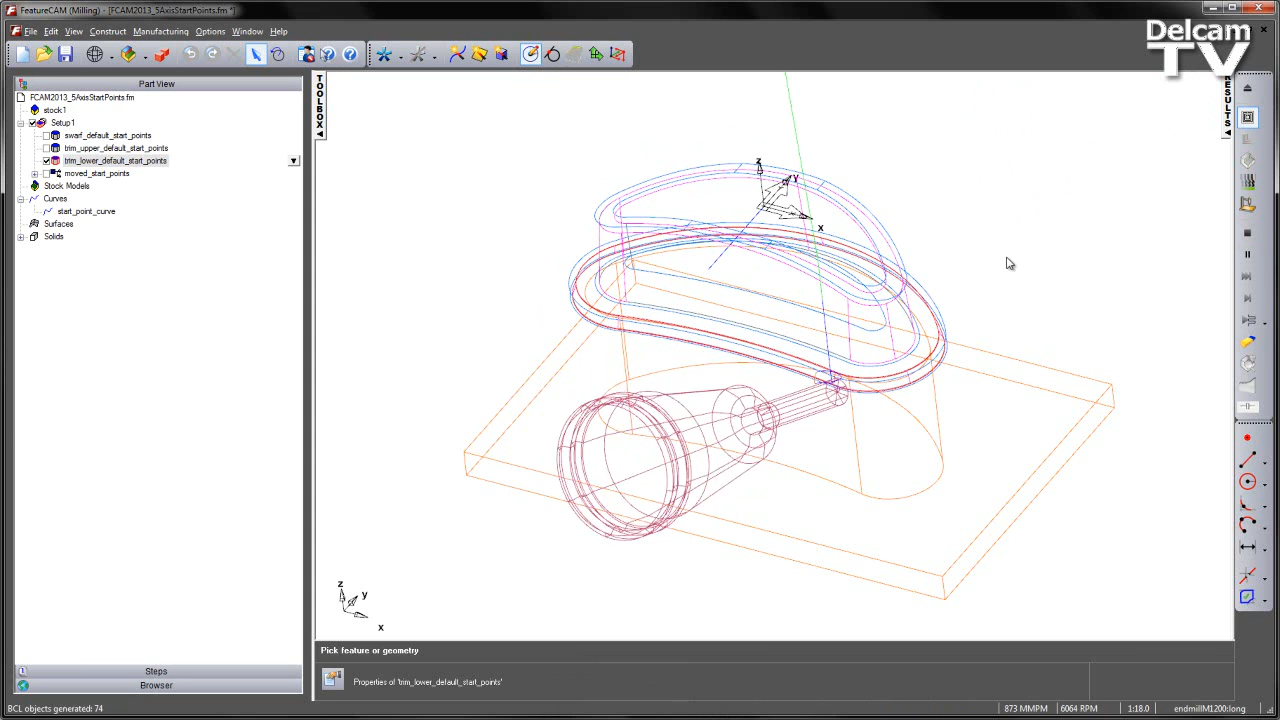 FeatureCAM (Milling) - [FCAM2013_5AxisStartPoints.fm *]
File Edit View Construct Manufacturing Options Window Help
Delcam
TV
Part View
FCAM2013_5AxisStartPoints.fm
stock1
Setup1
swarf_default_start_points
trim_upper_default_start_points
trim_lower_default_start_points
moved_start_points
Stock Models
Curves
start_point_curve
Surfaces
Solids
TOOLBOX
RESULTS
z
y
x
z
y
x
Steps
Browser
Pick feature or geometry
Properties of 'trim_lower_default_start_points'
BCL objects generated: 74
873 MMPM
6064 RPM
1:18.0
endmillM1200:long